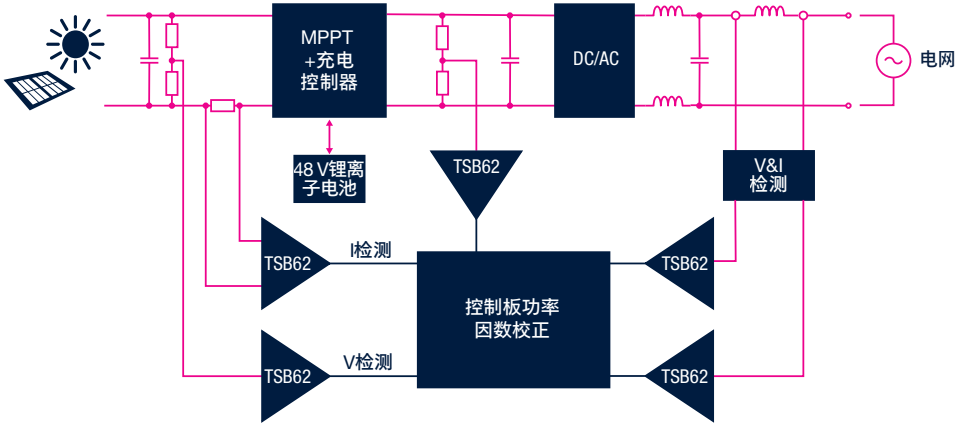 MPPT
+充电
控制器
DC/AC
电网
48 V锂离
子电池
TSB62
V&I
检测
TSB62
I检测
TSB62
控制板功率
因数校正
TSB62
V检测
TSB62